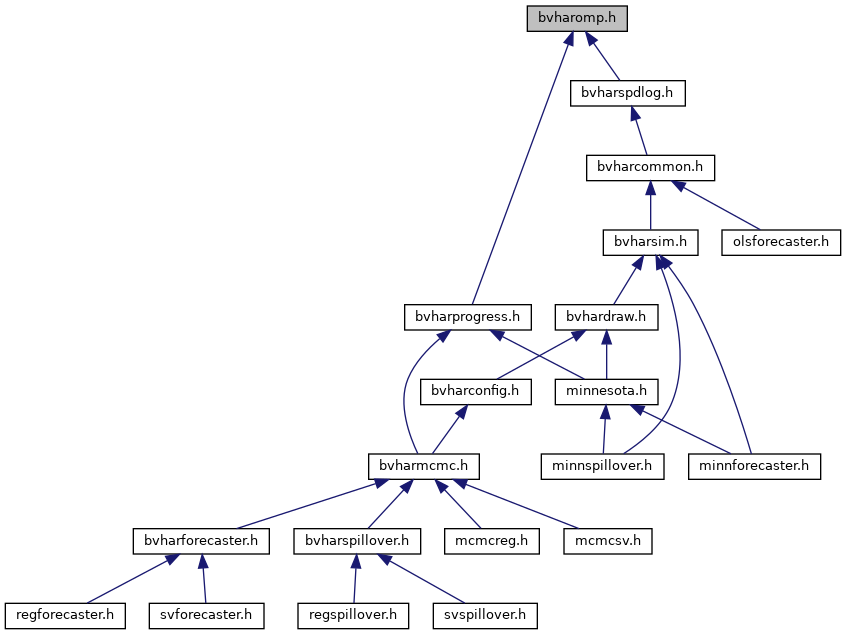 bvharomp.h
bvharspdlog.h
bvharcommon.h
bvharsim.h
olsforecaster.h
bvharprogress.h
bvhardraw.h
bvharconfig.h
minnesota.h
bvharmcmc.h
minnspillover.h
minnforecaster.h
bvharforecaster.h
bvharspillover.h
mcmcreg.h
mcmcsv.h
regforecaster.h
svforecaster.h
regspillover.h
svspillover.h